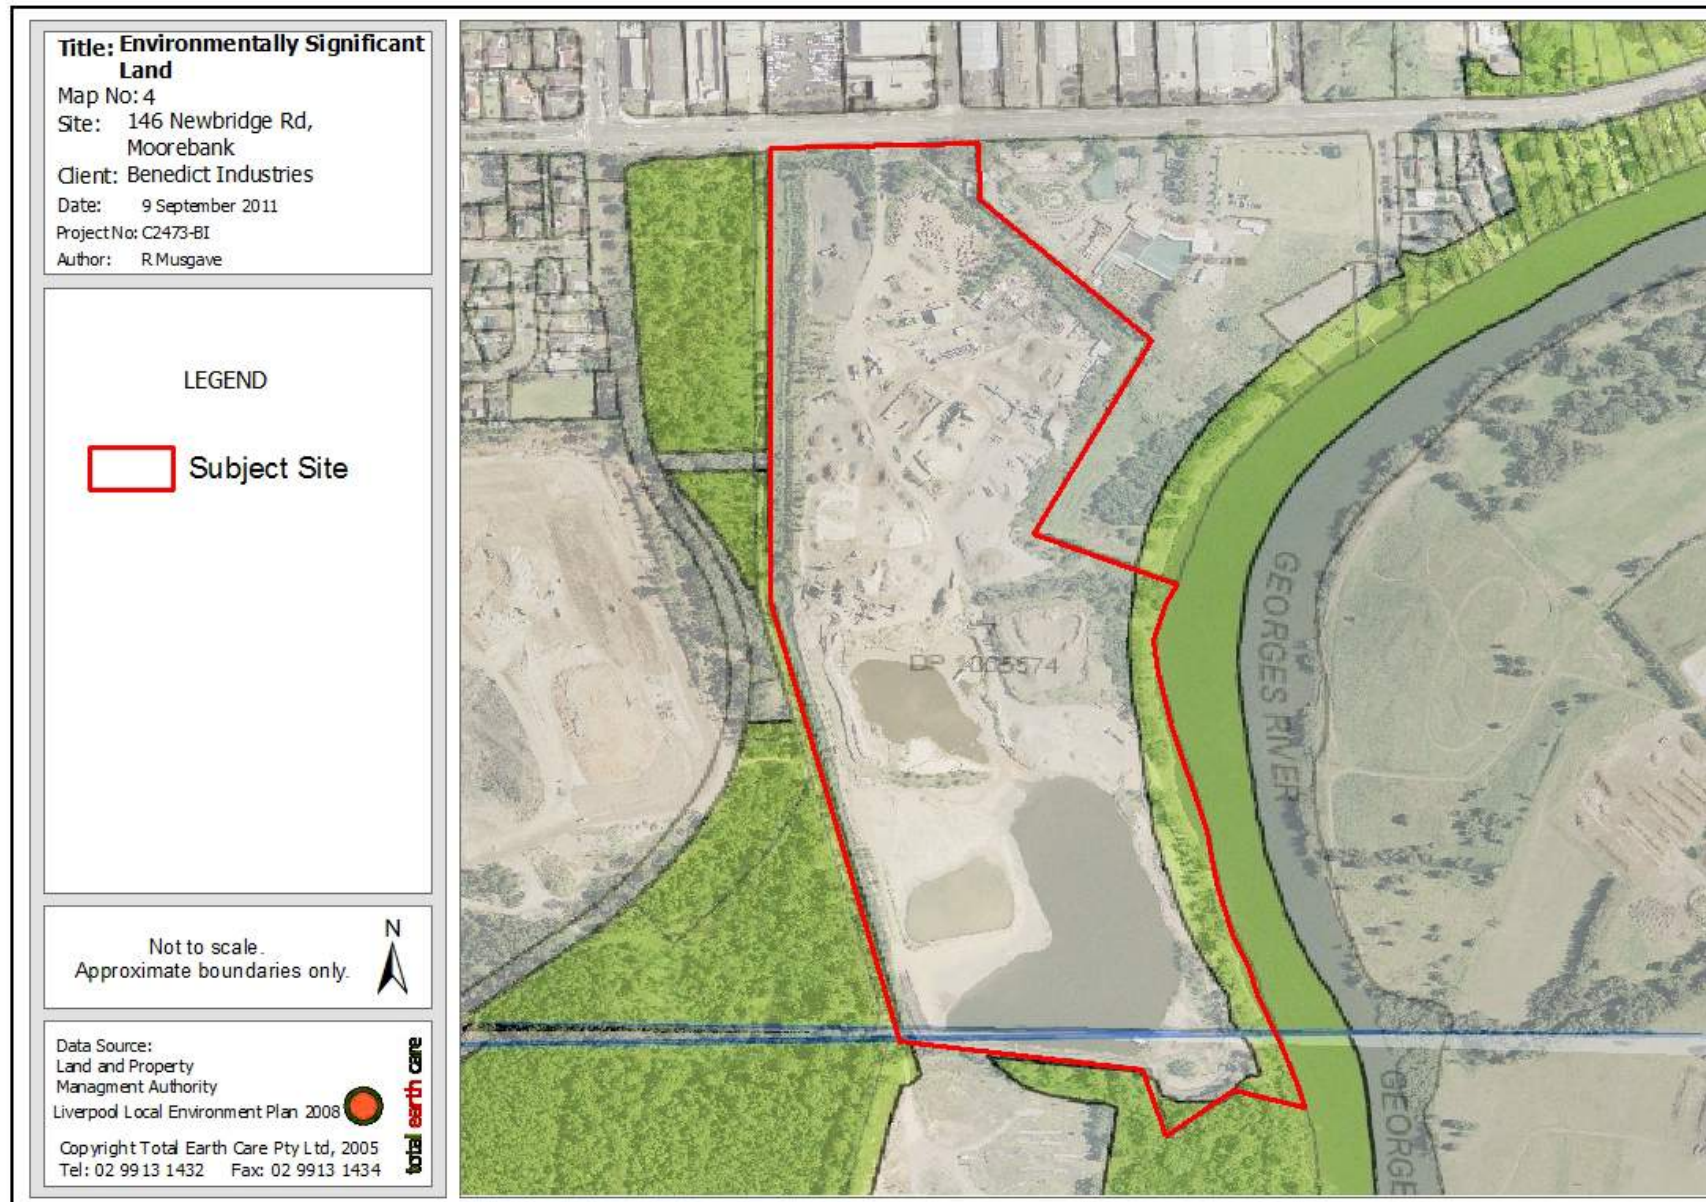 Title: Environmentally Significant
Land
Map No: 4
Site: 146 Newbridge Rd,
Moorebank
Client: Benedict Industries
Date: 9 September 2011
Project No: C2473-BI
Author: R Musgave
LEGEND
Subject Site
Not to scale.
Approximate boundaries only.
N
Data Source:
Land and Property
Managment Authority
Liverpool Local Environment Plan 2008
total earth care
Copyright Total Earth Care Pty Ltd, 2005
Tel: 02 9913 1432 Fax: 02 9913 1434
DP 1005574
GEORGES RIVER
GEORGE